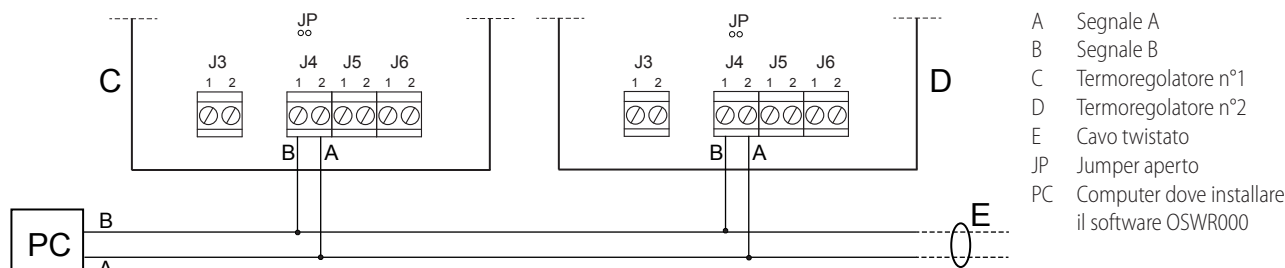 JP
J3 J4 J5 J6
1 2 1 2 1 2 1 2
C
B A
JP
J3 J4 J5 J6
1 2 1 2 1 2 1 2
D
B A
B
PC
A
E
A Segnale A
B Segnale B
C Termoregolatore n°1
D Termoregolatore n°2
E Cavo twistato
JP Jumper aperto
PC Computer dove installare
il software OSWR000